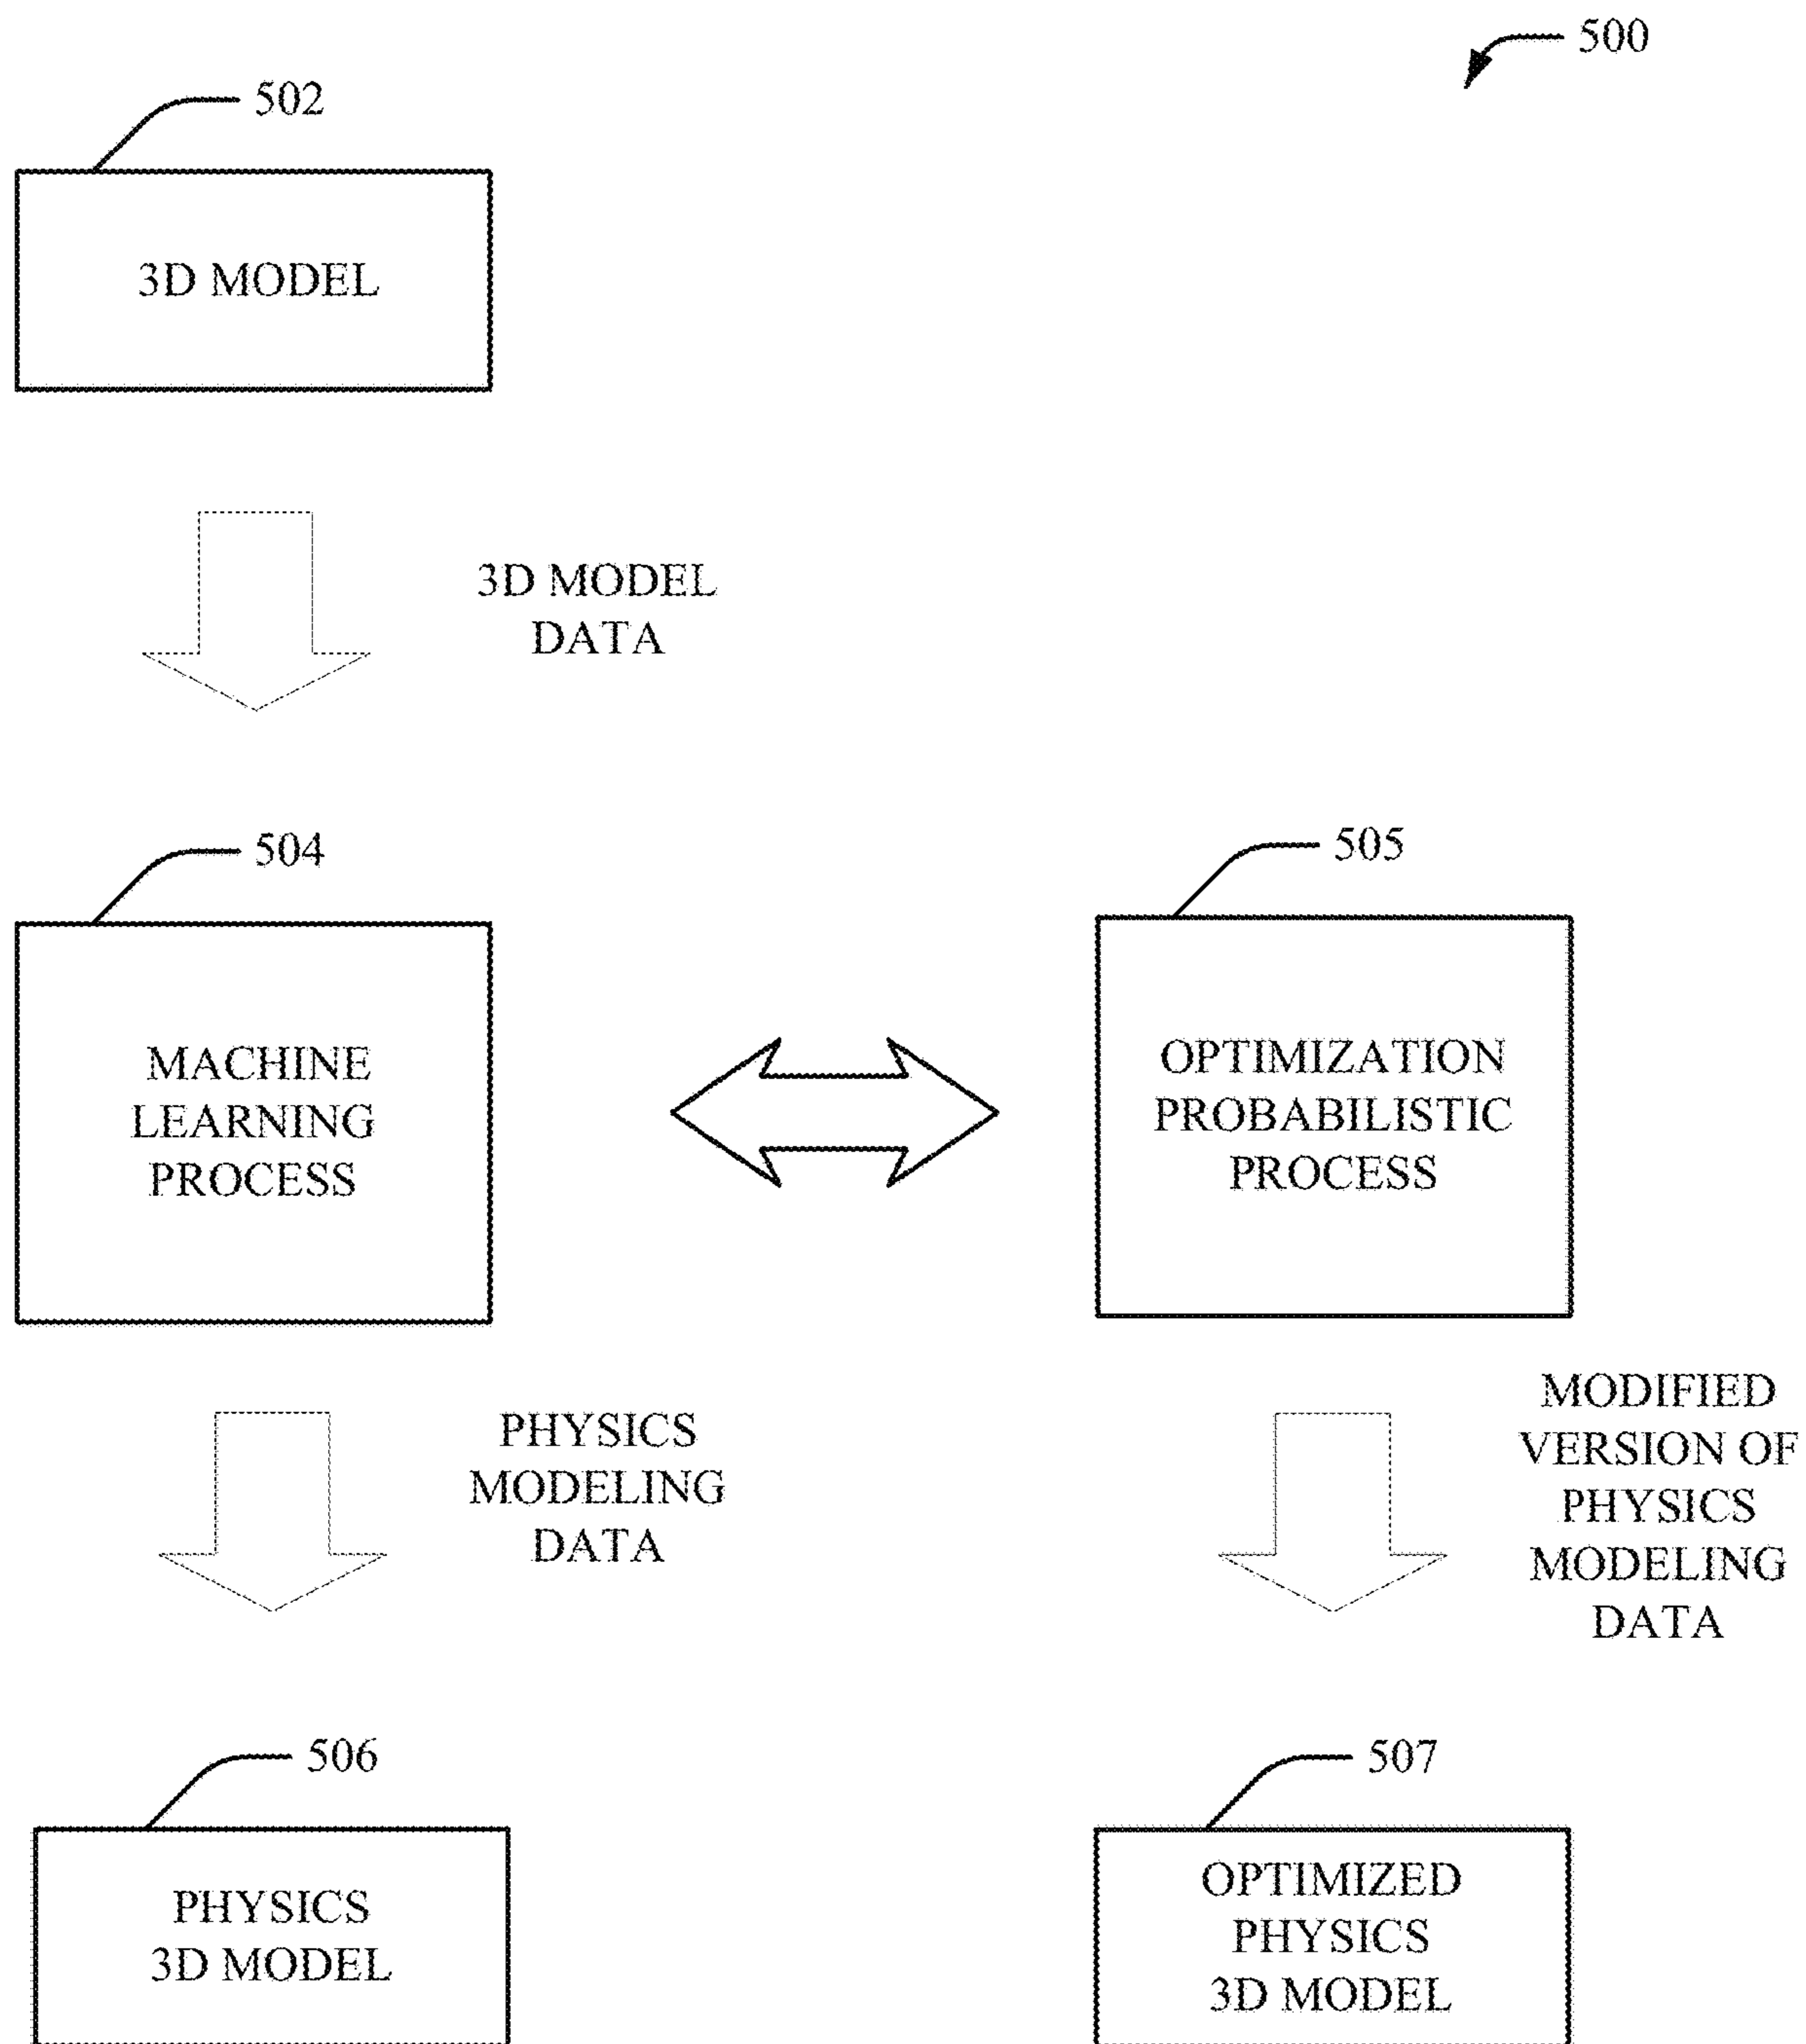 500
502
3D MODEL
3D MODEL
DATA
504
MACHINE
LEARNING
PROCESS
505
OPTIMIZATION
PROBABILISTIC
PROCESS
PHYSICS
MODELING
DATA
MODIFIED
VERSION OF
PHYSICS
MODELING
DATA
506
PHYSICS
3D MODEL
507
OPTIMIZED
PHYSICS
3D MODEL